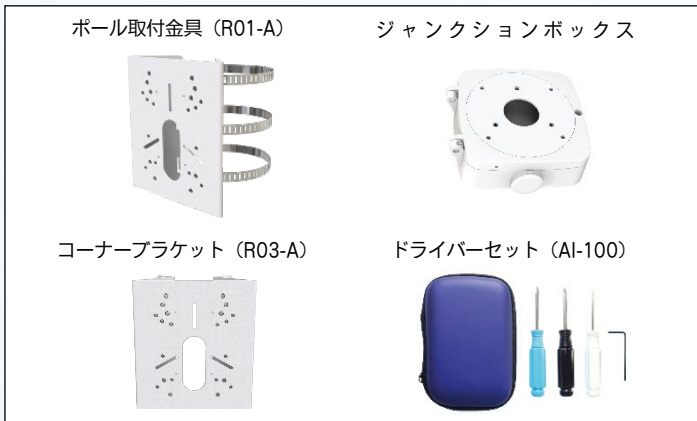 ポール取付金具（R01-A）
ジャンクションボックス
コーナーブラケット（R03-A）
ドライバーセット（AI-100）